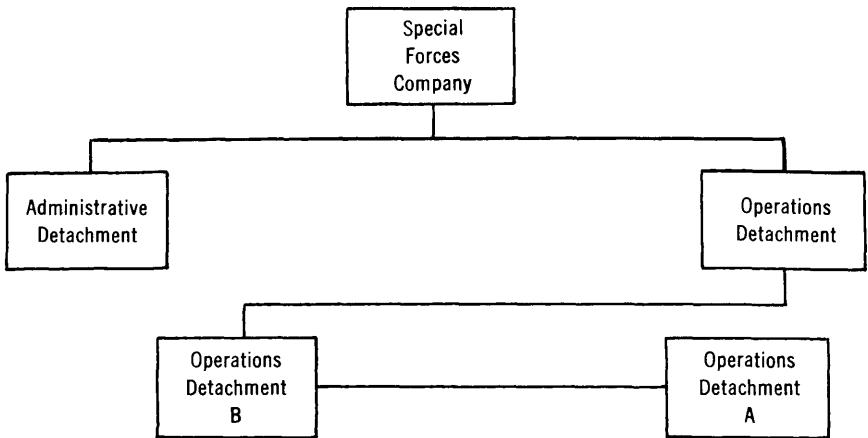 Special
Forces
Company
Administrative
Detachment
Operations
Detachment
Operations
Detachment
B
Operations
Detachment
A